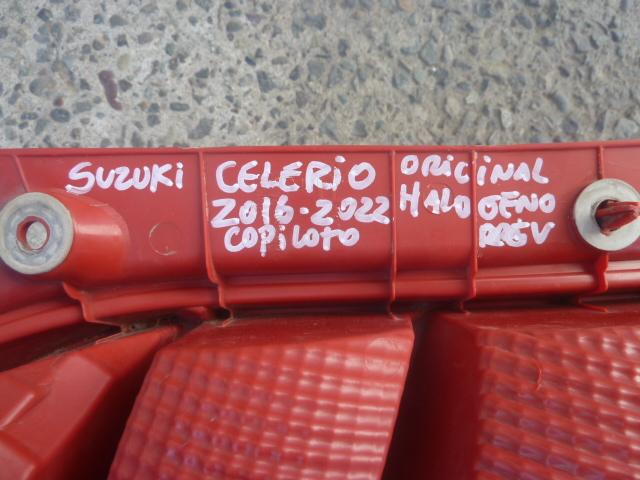 SUZUKI CELERIO ORIGINAL
2016-2022 HALOGENO
COPILOTO